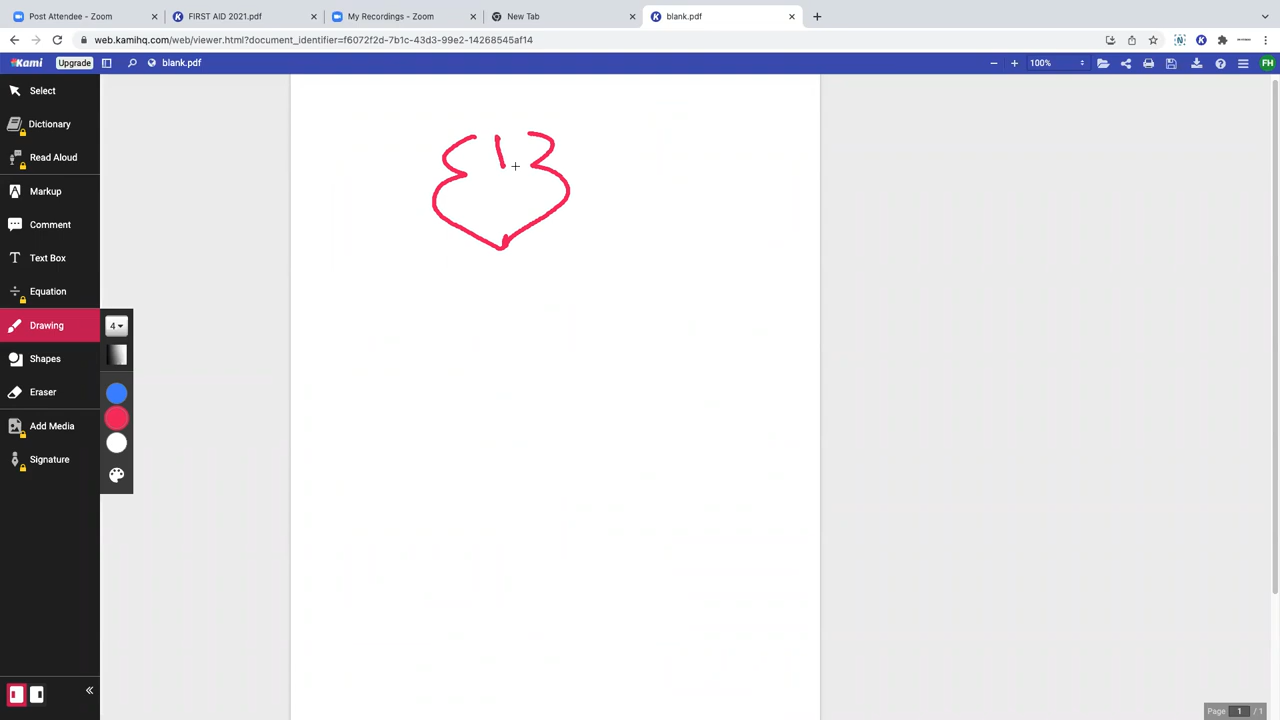 Post Attendee - Zoom
FIRST AID 2021.pdf
My Recordings - Zoom
New Tab
blank.pdf
web.kamihq.com/web/viewer.html?document_identifier=f6072f2d-7b1c-43d3-99e2-14268545af14
Kami
Upgrade
blank.pdf
100%
FH
Select
Dictionary
Read Aloud
Markup
Comment
Text Box
Equation
Drawing
4
Shapes
Eraser
Add Media
Signature
Page 1 / 1